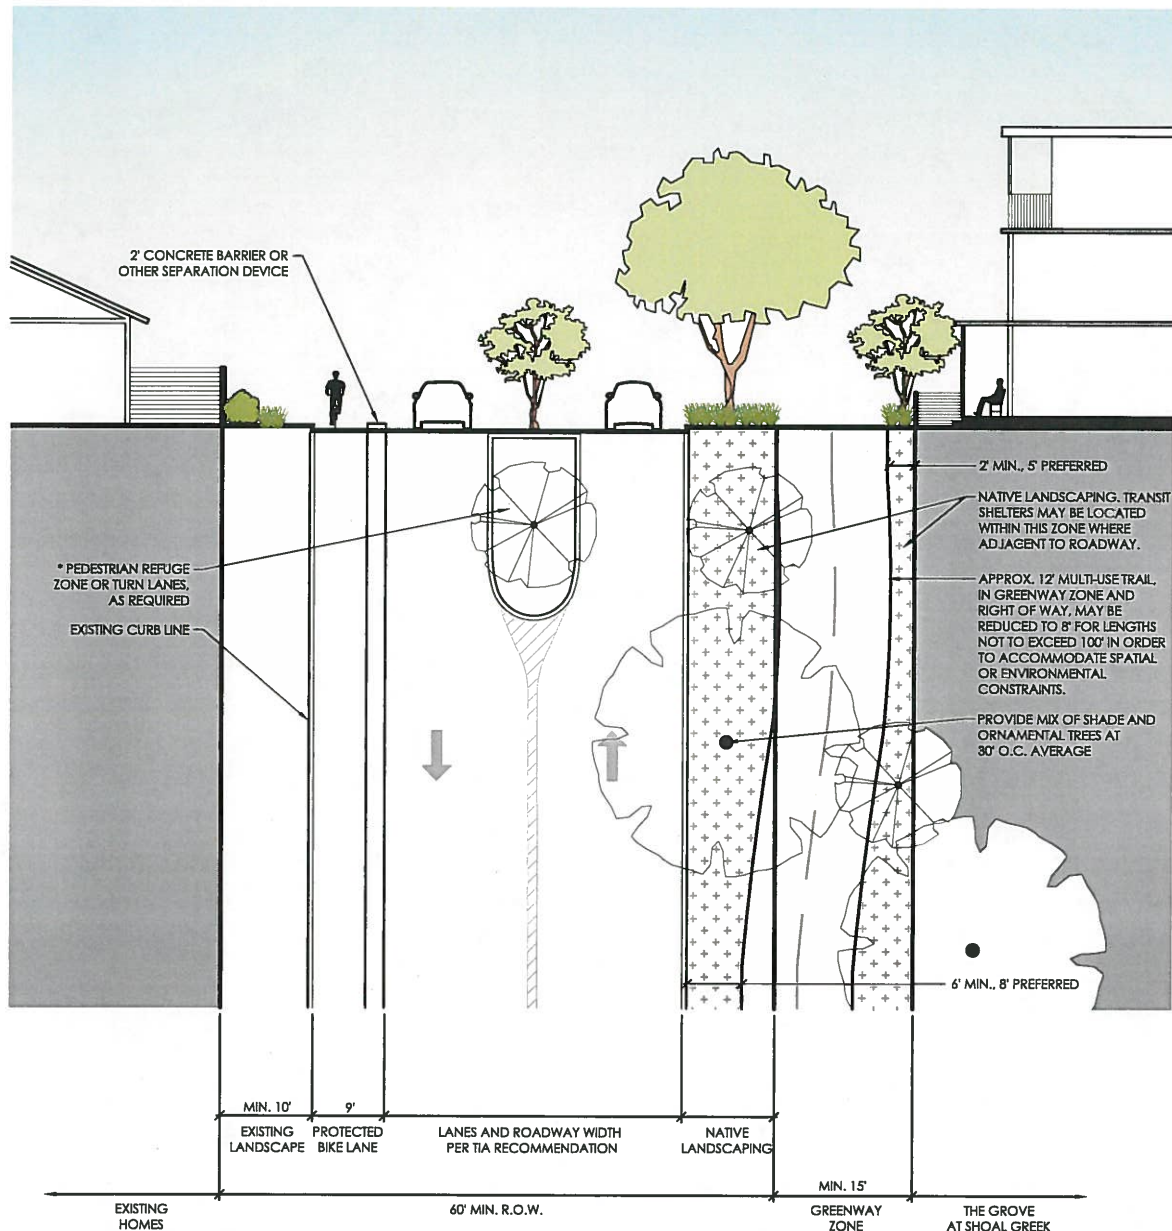 2' CONCRETE BARRIER OR
OTHER SEPARATION DEVICE
2' MIN., 5' PREFERRED
NATIVE LANDSCAPING. TRANSIT
SHELTERS MAY BE LOCATED
WITHIN THIS ZONE WHERE
ADJACENT TO ROADWAY.
* PEDESTRIAN REFUGE
ZONE OR TURN LANES,
AS REQUIRED
EXISTING CURB LINE
APPROX. 12' MULTI-USE TRAIL,
IN GREENWAY ZONE AND
RIGHT OF WAY, MAY BE
REDUCED TO 8' FOR LENGTHS
NOT TO EXCEED 100' IN ORDER
TO ACCOMMODATE SPATIAL
OR ENVIRONMENTAL
CONSTRAINTS.
PROVIDE MIX OF SHADE AND
ORNAMENTAL TREES AT
30' O.C. AVERAGE
6' MIN., 8' PREFERRED
MIN. 10'
EXISTING
LANDSCAPE
9'
PROTECTED
BIKE LANE
LANES AND ROADWAY WIDTH
PER TIA RECOMMENDATION
NATIVE
LANDSCAPING
EXISTING
HOMES
60' MIN. R.O.W.
MIN. 15'
GREENWAY
ZONE
THE GROVE
AT SHOAL CREEK